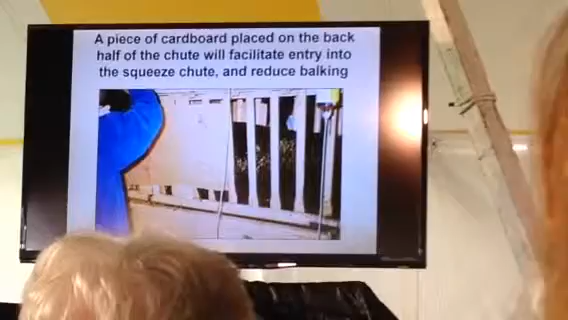 A piece of cardboard placed on the back
half of the chute will facilitate entry into
the squeeze chute, and reduce balking